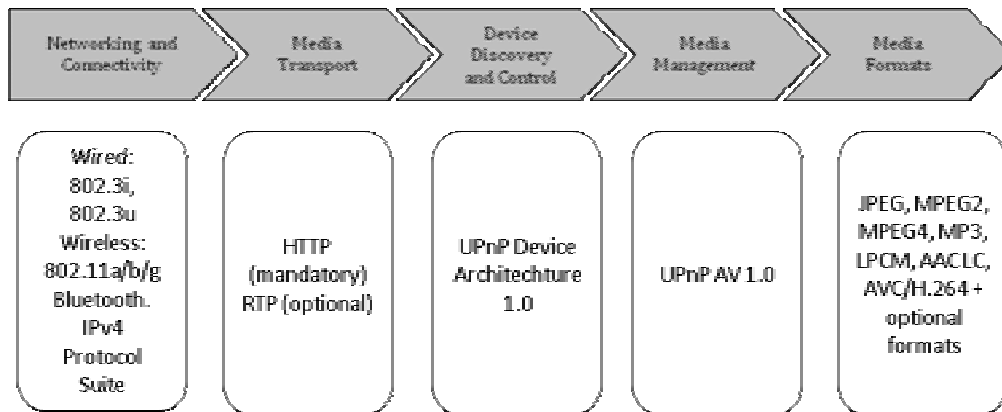 Networking and
Connectivity
Media
Transport
Device
Discovery
and Control
Media
Management
Media
Formats
Wired:
802.3i,
802.3u
Wireless:
802.11a/b/g
Bluetooth.
IPv4
Protocol
Suite
HTTP
(mandatory)
RTP (optional)
UPnP Device
Architechture
1.0
UPnP AV 1.0
JPEG, MPEG2,
MPEG4, MP3,
LPCM, AACLC,
AVC/H.264 +
optional
formats